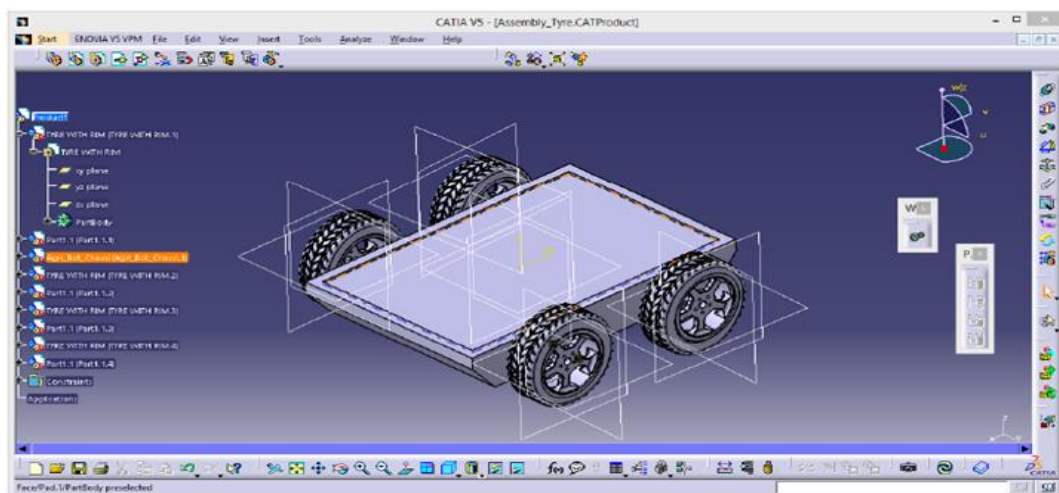 CATIA V5 - [Assembly_Tyre.CATProduct]
Start ENOVIA V5 VPM File Edit View Insert Tools Analyze Window Help
Product1
TYRE WITH RIM (TYRE WITH RIM.1)
TYRE WITH RIM
xy plane
yz plane
zx plane
PartBody
Part1.1 (Part1.1.1)
Agri_Bot_Chassi (Agri_Bot_Chassi.1)
TYRE WITH RIM (TYRE WITH RIM.2)
Part1.1 (Part1.1.2)
TYRE WITH RIM (TYRE WITH RIM.3)
Part1.1 (Part1.1.3)
TYRE WITH RIM (TYRE WITH RIM.4)
Part1.1 (Part1.1.4)
Constraints
Applications
CATIA
Face/Pad.1/PartBody preselected